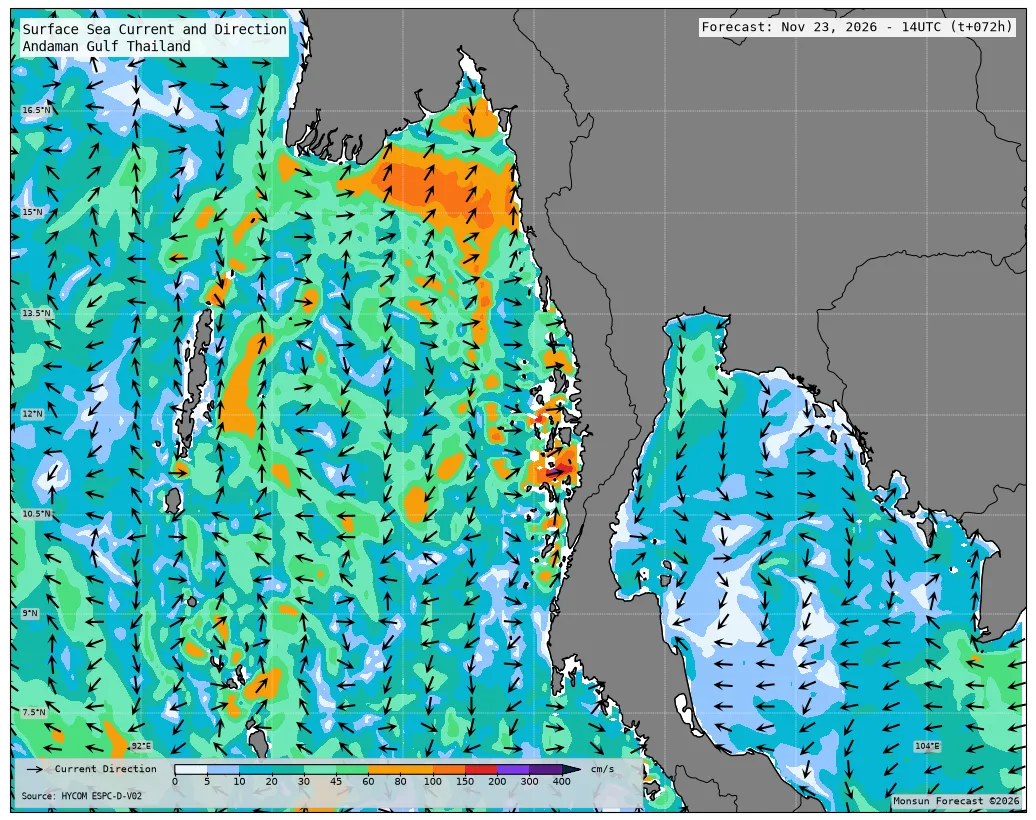 Surface Sea Current and Direction
Andaman Gulf Thailand
Forecast: Nov 23, 2026 - 14UTC (t+072h)
16.5°N
15°N
13.5°N
12°N
10.5°N
9°N
7.5°N
92°E
104°E
Current Direction
0 5 10 20 30 45 60 80 100 150 200 300 400 cm/s
Source: HYCOM ESPC-D-V02
Monsun Forecast ©2026